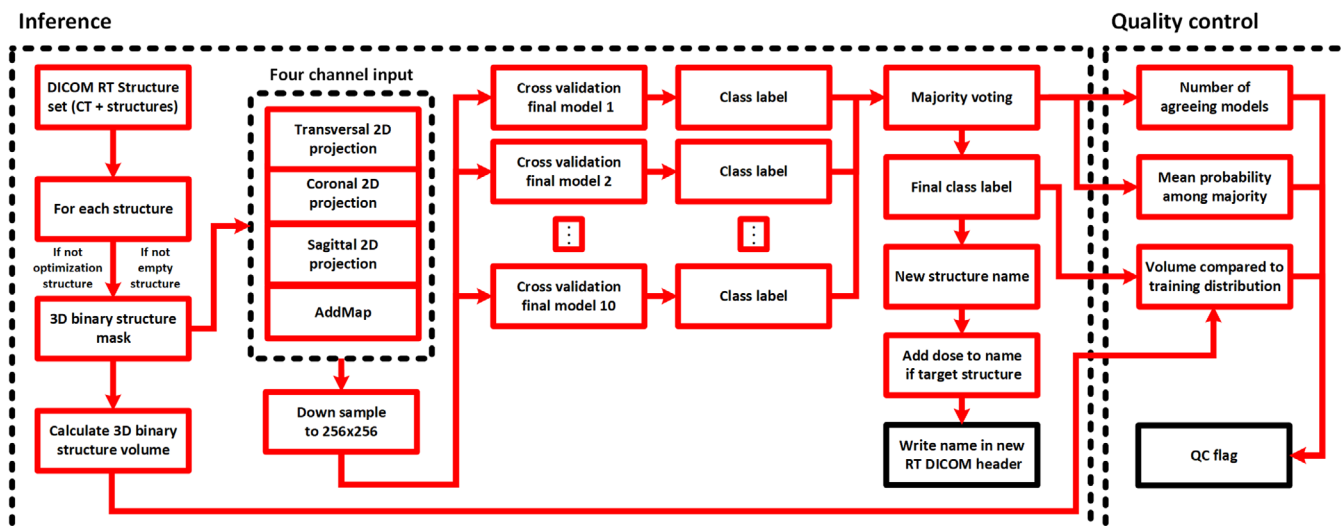 Inference
Quality control
DICOM RT Structure
set (CT + structures)
For each structure
If not
optimization
structure
If not
empty
structure
3D binary structure
mask
Calculate 3D binary
structure volume
Four channel input
Transversal 2D
projection
Coronal 2D
projection
Sagittal 2D
projection
AddMap
Down sample
to 256x256
Cross validation
final model 1
Class label
Cross validation
final model 2
Class label
⋮
⋮
Cross validation
final model 10
Class label
Majority voting
Final class label
New structure name
Add dose to name
if target structure
Write name in new
RT DICOM header
Number of
agreeing models
Mean probability
among majority
Volume compared to
training distribution
QC flag